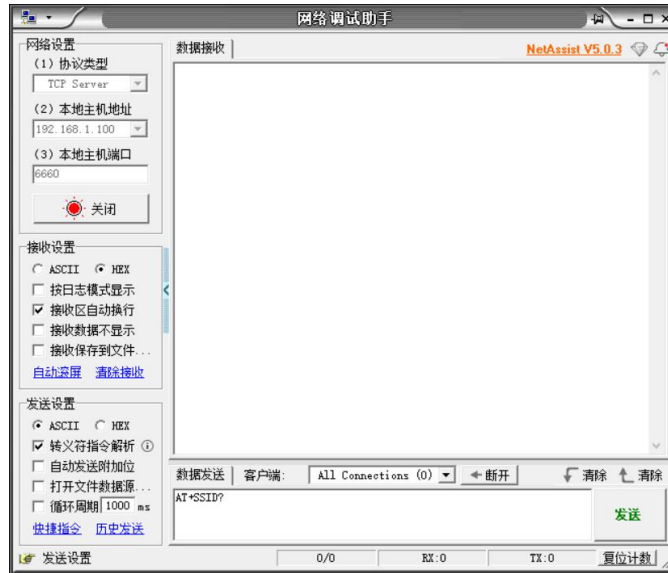 网络调试助手
网络设置
(1) 协议类型
TCP Server
(2) 本地主机地址
192.168.1.100
(3) 本地主机端口
6660
关闭
接收设置
ASCII HEX
按日志模式显示
接收区自动换行
接收数据不显示
接收保存到文件...
自动滚屏 清除接收
发送设置
ASCII HEX
转义符指令解析
自动发送附加位
打开文件数据源...
循环周期 1000 ms
快捷指令 历史发送
数据接收 NetAssist V5.0.3
数据发送 客户端: All Connections (0) 断开 清除 清除
AT+SSID?
发送
发送设置 0/0 RX:0 TX:0 复位计数